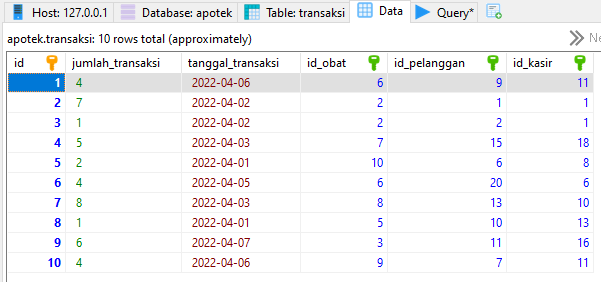 Host: 127.0.0.1 Database: apotek Table: transaksi Data Query*
apotek.transaksi: 10 rows total (approximately) Ne
id jumlah_transaksi tanggal_transaksi id_obat id_pelanggan id_kasir
1 4 2022-04-06 6 9 11
2 7 2022-04-02 2 1 1
3 1 2022-04-02 2 2 1
4 5 2022-04-03 7 15 18
5 2 2022-04-01 10 6 8
6 4 2022-04-05 6 20 6
7 8 2022-04-03 8 13 10
8 1 2022-04-01 5 10 13
9 6 2022-04-07 3 11 16
10 4 2022-04-06 9 7 11